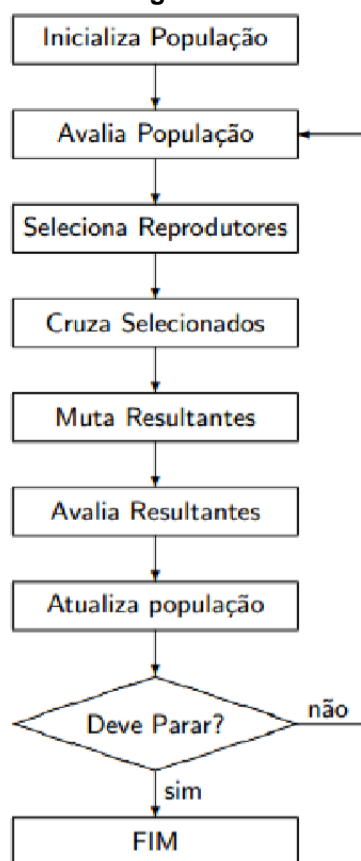 Inicializa População
Avalia População
Seleciona Reprodutores
Cruza Selecionados
Muta Resultantes
Avalia Resultantes
Atualiza população
Deve Parar?
não
sim
FIM